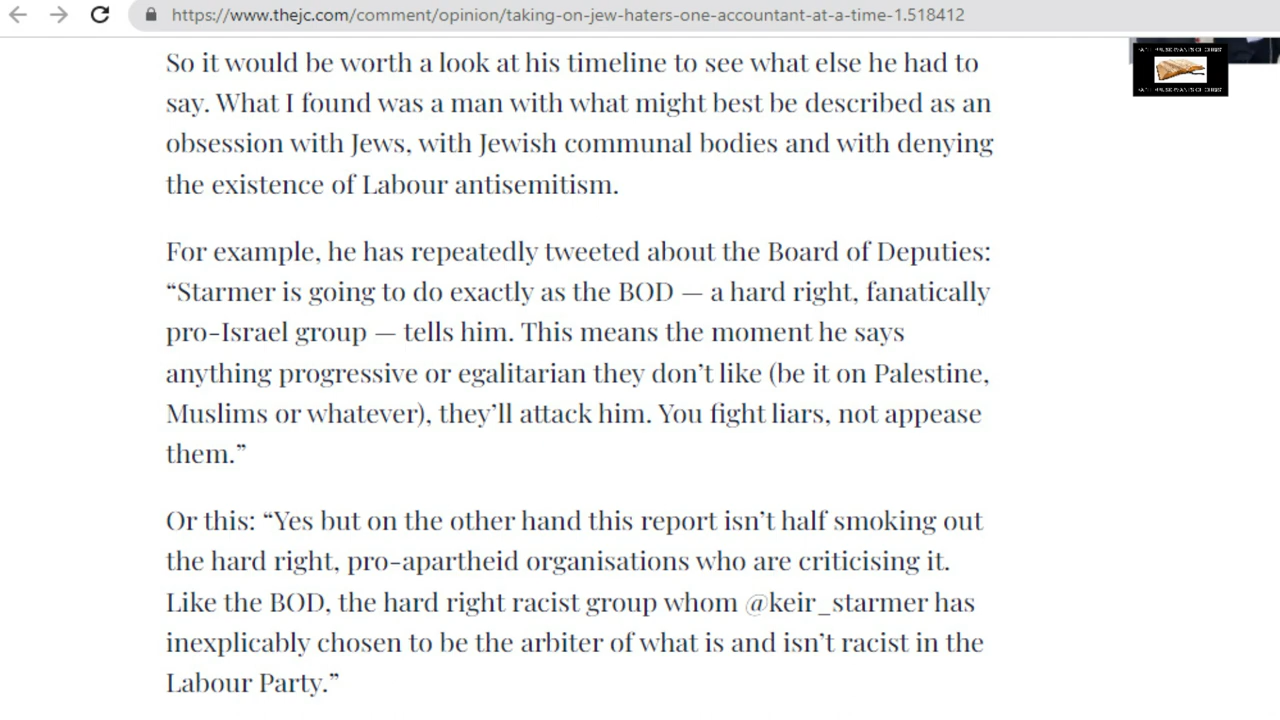 https://www.thejc.com/comment/opinion/taking-on-jew-haters-one-accountant-at-a-time-1.518412
So it would be worth a look at his timeline to see what else he had to
say. What I found was a man with what might best be described as an
obsession with Jews, with Jewish communal bodies and with denying
the existence of Labour antisemitism.
For example, he has repeatedly tweeted about the Board of Deputies:
“Starmer is going to do exactly as the BOD — a hard right, fanatically
pro-Israel group — tells him. This means the moment he says
anything progressive or egalitarian they don’t like (be it on Palestine,
Muslims or whatever), they’ll attack him. You fight liars, not appease
them.”
Or this: “Yes but on the other hand this report isn’t half smoking out
the hard right, pro-apartheid organisations who are criticising it.
Like the BOD, the hard right racist group whom @keir_starmer has
inexplicably chosen to be the arbiter of what is and isn’t racist in the
Labour Party.”